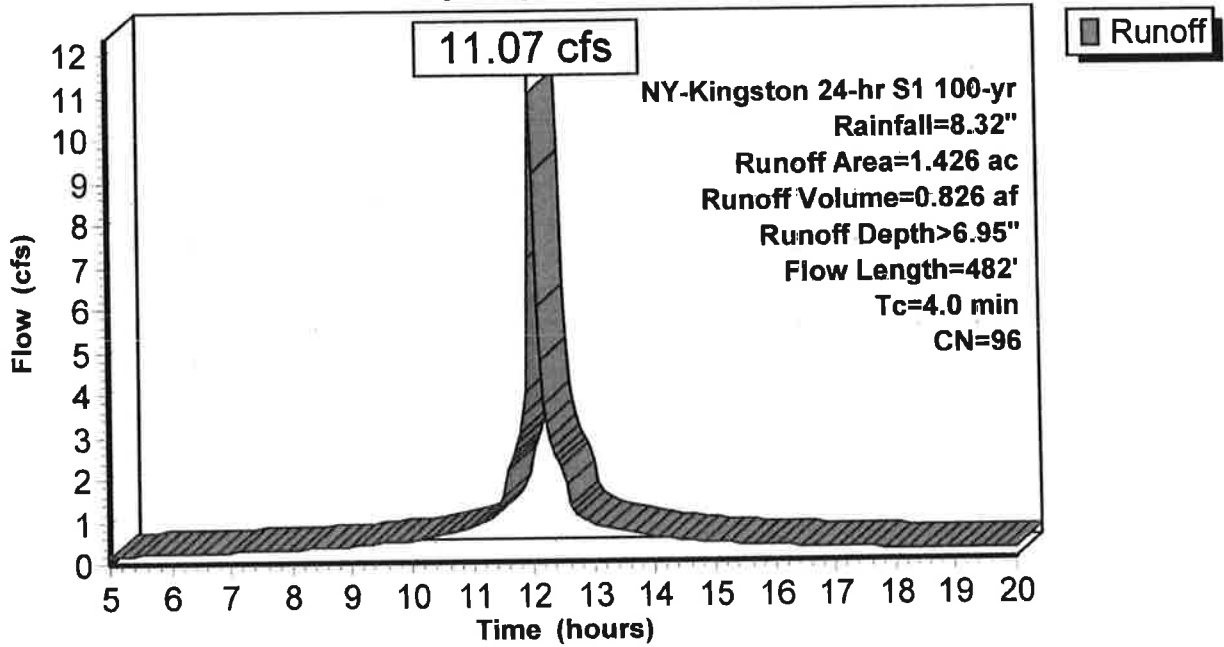 11.07 cfs
Runoff
NY-Kingston 24-hr S1 100-yr
Rainfall=8.32"
Runoff Area=1.426 ac
Runoff Volume=0.826 af
Runoff Depth>6.95"
Flow Length=482'
Tc=4.0 min
CN=96
Flow (cfs)
12
11
10
9
8
7
6
5
4
3
2
1
0
5 6 7 8 9 10 11 12 13 14 15 16 17 18 19 20
Time (hours)